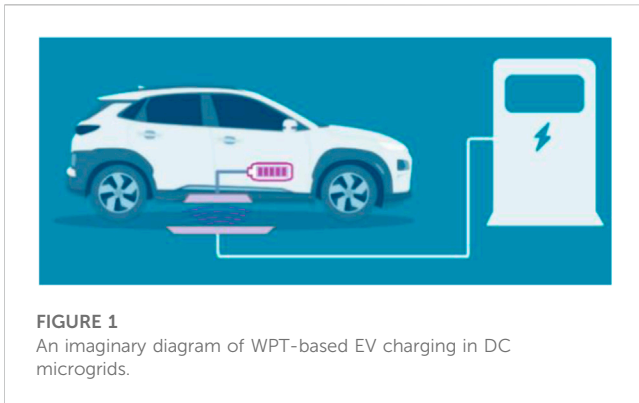 FIGURE 1
An imaginary diagram of WPT-based EV charging in DC
microgrids.